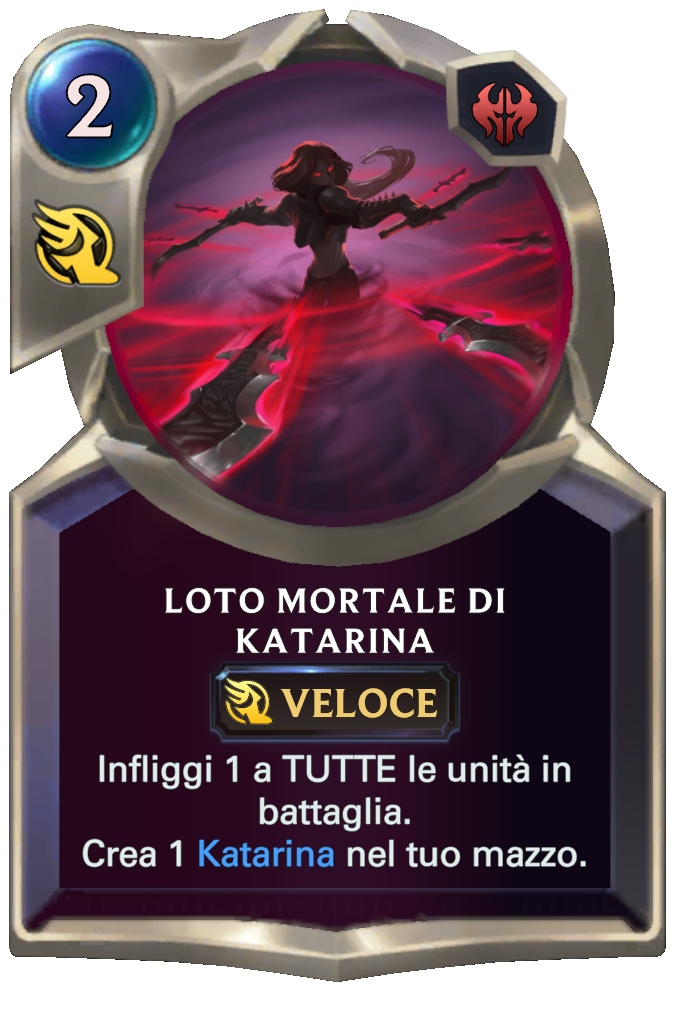 2
LOTO MORTALE DI
KATARINA
VELOCE
Infliggi 1 a TUTTE le unità in
battaglia.
Crea 1 Katarina nel tuo mazzo.